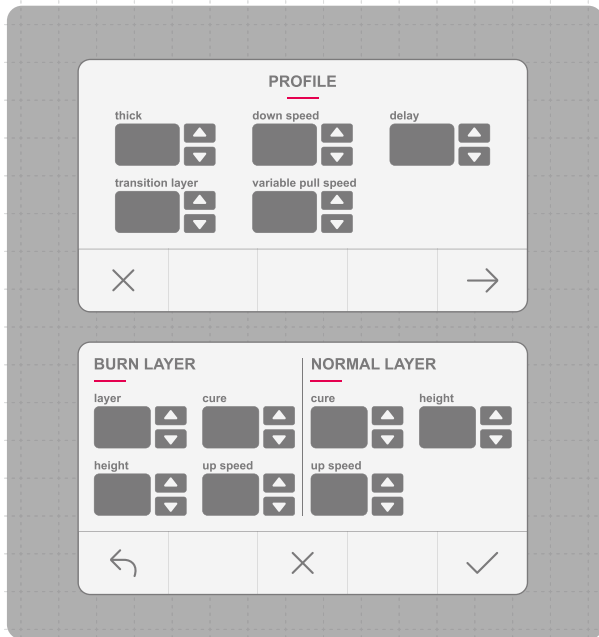 PROFILE
thick down speed delay
transition layer variable pull speed
BURN LAYER NORMAL LAYER
layer cure cure height
height up speed up speed